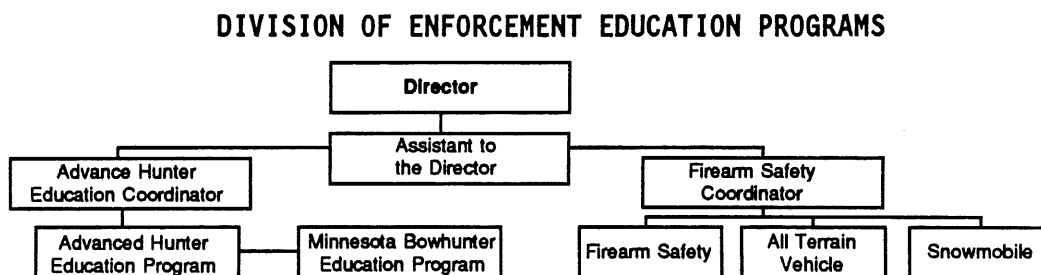 DIVISION OF ENFORCEMENT EDUCATION PROGRAMS
Director
Assistant to
the Director
Advance Hunter
Education Coordinator
Firearm Safety
Coordinator
Advanced Hunter
Education Program
Minnesota Bowhunter
Education Program
Firearm Safety
All Terrain
Vehicle
Snowmobile